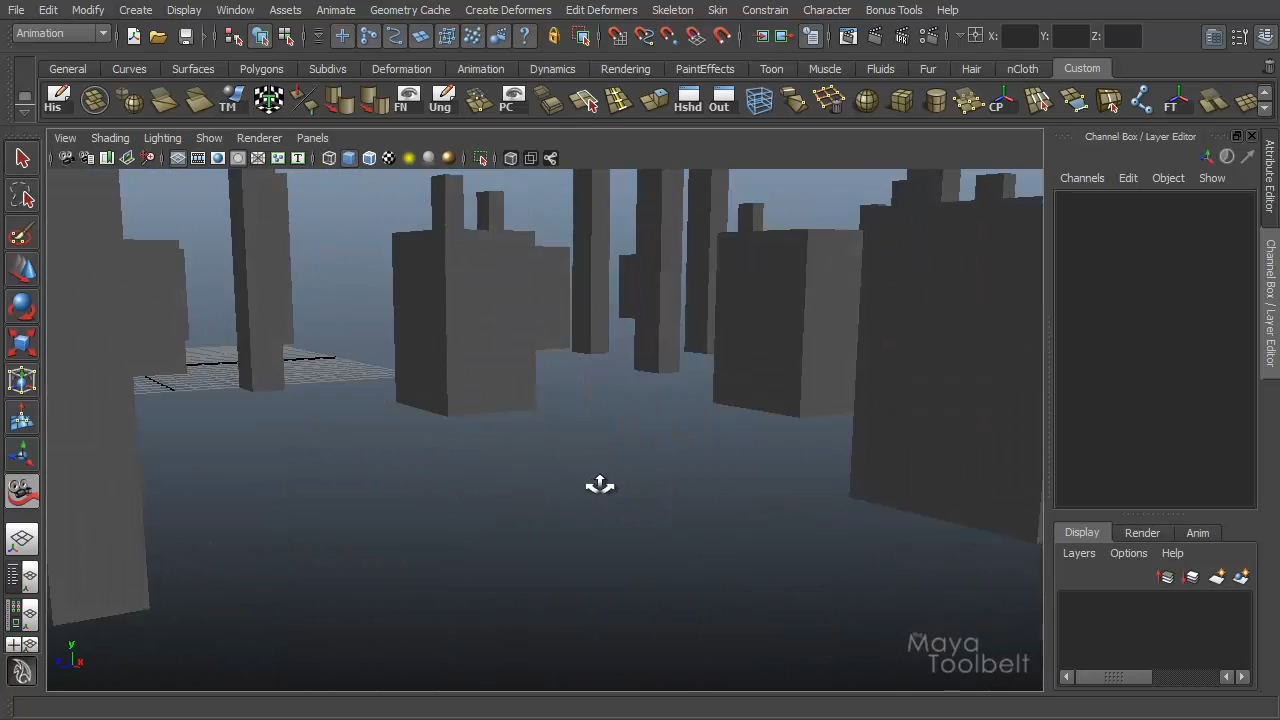 File Edit Modify Create Display Window Assets Animate Geometry Cache Create Deformers Edit Deformers Skeleton Skin Constrain Character Bonus Tools Help
Animation X: Y: Z:
General Curves Surfaces Polygons Subdivs Deformation Animation Dynamics Rendering PaintEffects Toon Muscle Fluids Fur Hair nCloth Custom
His TM FN Ung PC Hshd Out CP FT
View Shading Lighting Show Renderer Panels
Channel Box / Layer Editor
Channels Edit Object Show
Attribute Editor
Channel Box / Layer Editor
Display Render Anim
Layers Options Help
y
z x
the
Maya
Toolbelt